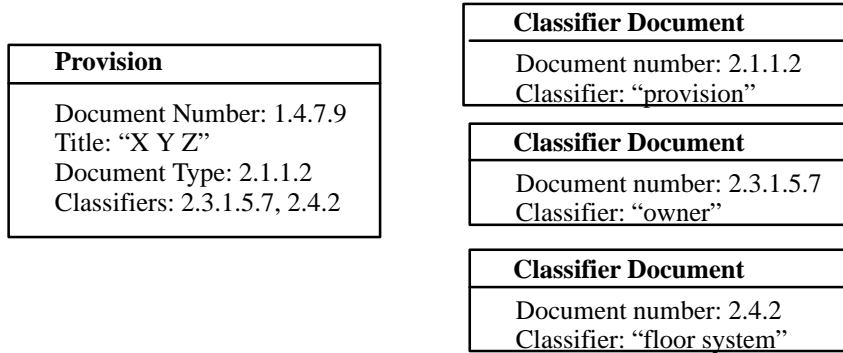 Provision
Document Number: 1.4.7.9
Title: “X Y Z”
Document Type: 2.1.1.2
Classifiers: 2.3.1.5.7, 2.4.2
Classifier Document
Document number: 2.1.1.2
Classifier: “provision”
Classifier Document
Document number: 2.3.1.5.7
Classifier: “owner”
Classifier Document
Document number: 2.4.2
Classifier: “floor system”